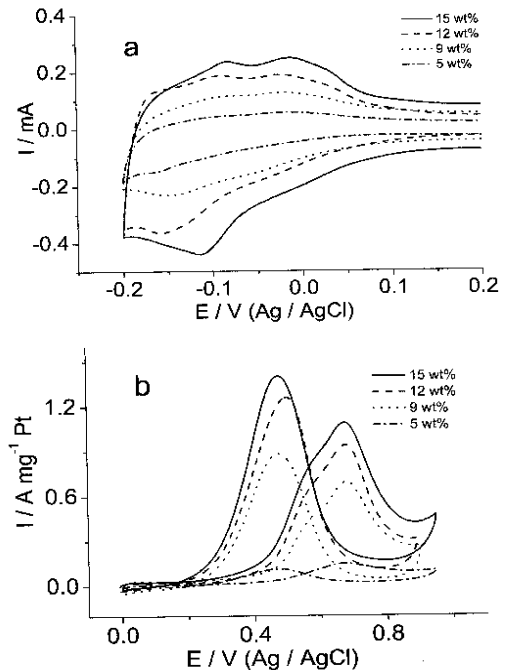 a
15 wt%
12 wt%
9 wt%
5 wt%
0.4
0.2
0.0
-0.2
-0.4
I / mA
-0.2 -0.1 0.0 0.1 0.2
E / V (Ag / AgCl)
b
15 wt%
12 wt%
9 wt%
5 wt%
1.2
0.6
0.0
I / A mg⁻¹ Pt
0.0 0.4 0.8
E / V (Ag / AgCl)